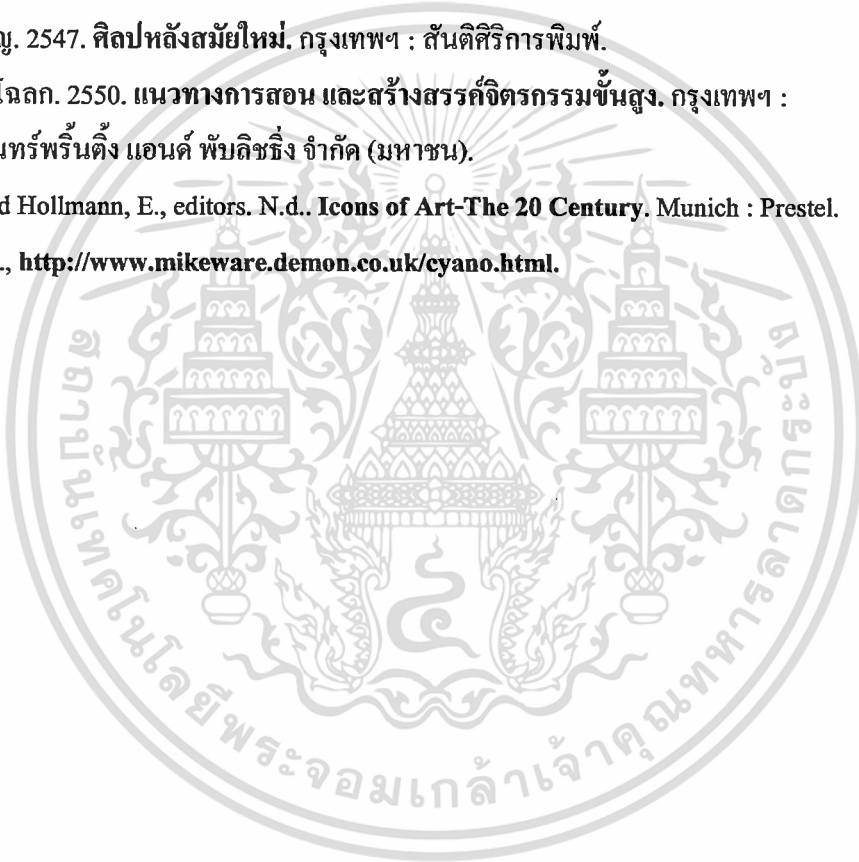 ญ. 2547. ศิลปหลังสมัยใหม่. กรุงเทพฯ : สันติศิริการพิมพ์.
โฉลก. 2550. แนวทางการสอน และสร้างสรรค์จิตรกรรมขั้นสูง. กรุงเทพฯ :
นทร์พริ้นติ้ง แอนด์ พับลิชชิ่ง จำกัด (มหาชน).
d Hollmann, E., editors. N.d.. Icons of Art-The 20 Century. Munich : Prestel.
., http://www.mikeware.demon.co.uk/cyano.html.
สถาบันเทคโนโลยีพระจอมเกล้าเจ้าคุณทหารลาดกระบัง